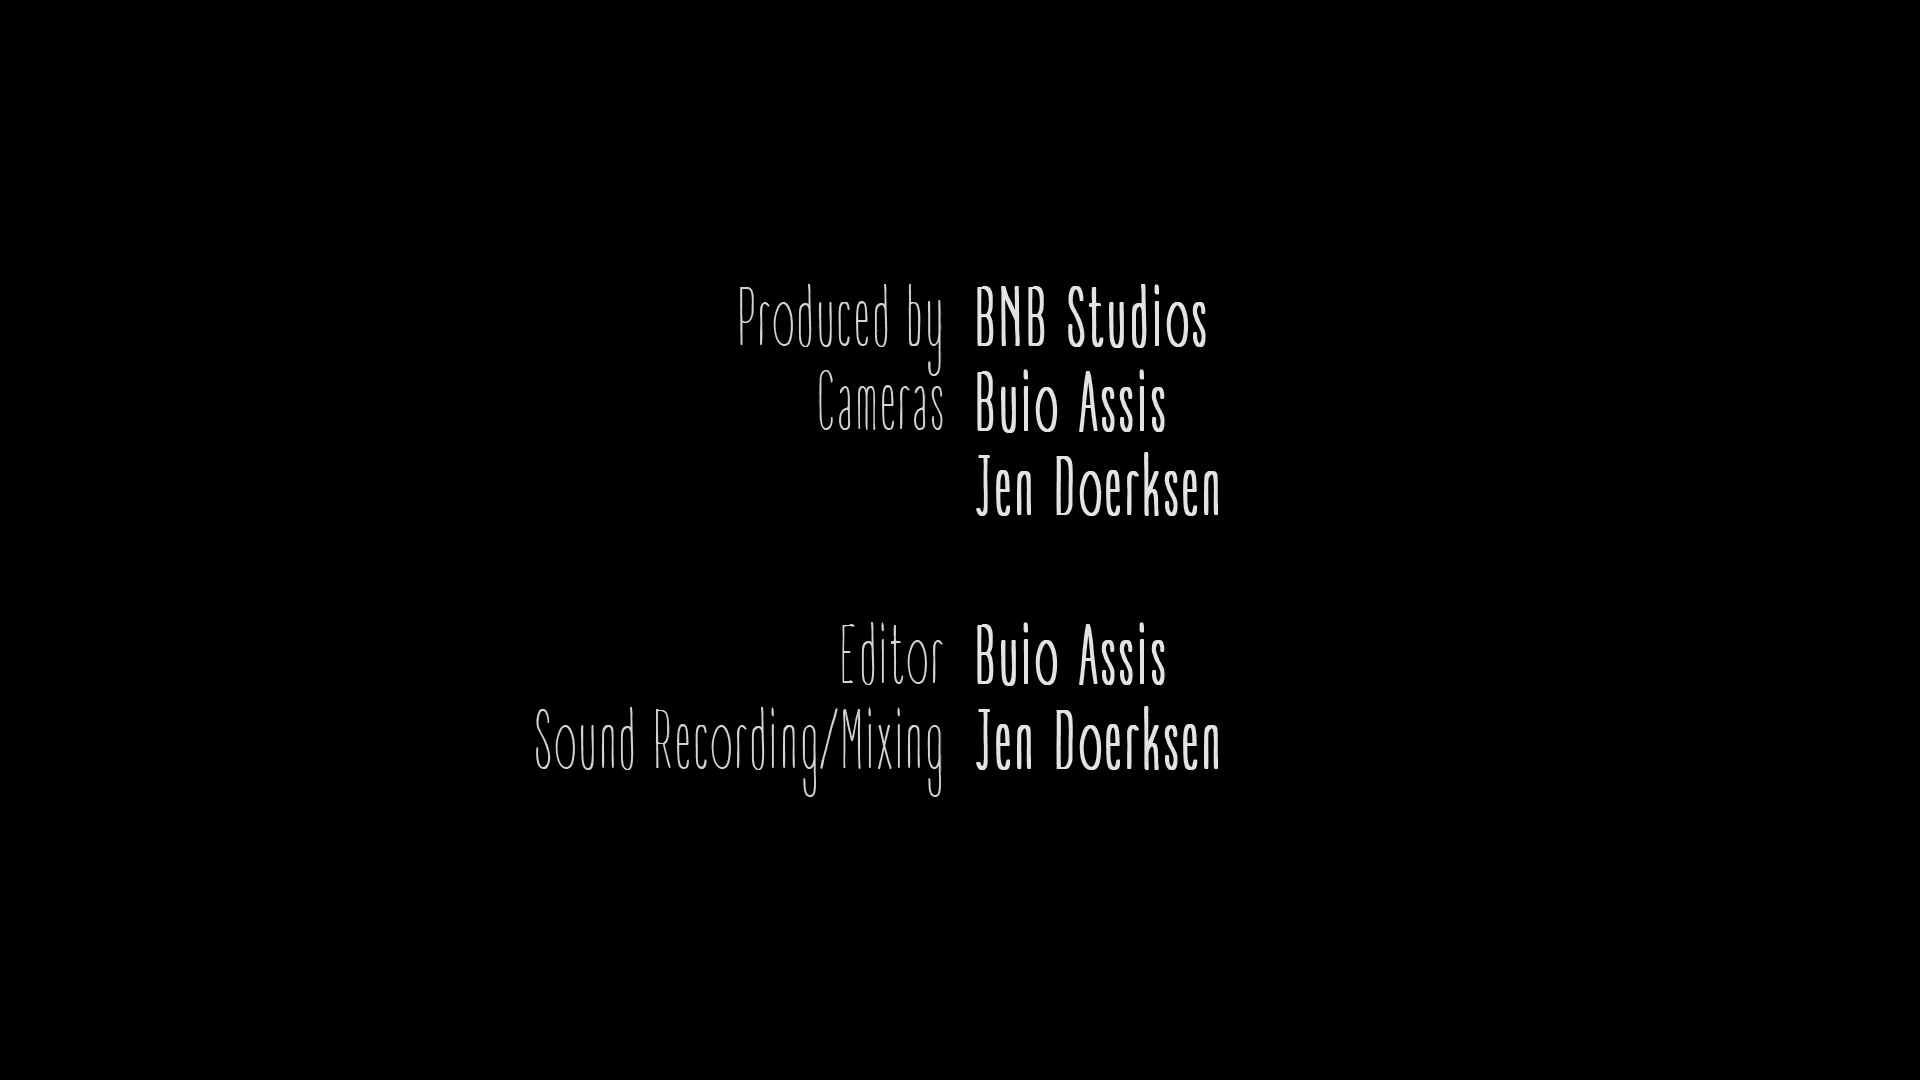 Produced by BNB Studios
Cameras Buio Assis
Jen Doerksen
Editor Buio Assis
Sound Recording/Mixing Jen Doerksen